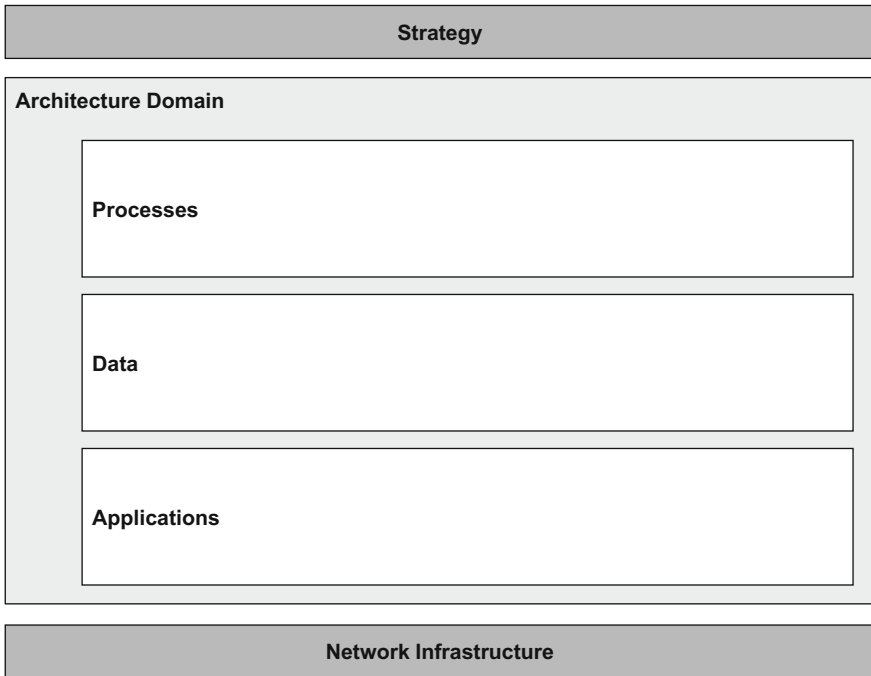 Strategy
Architecture Domain
Processes
Data
Applications
Network Infrastructure